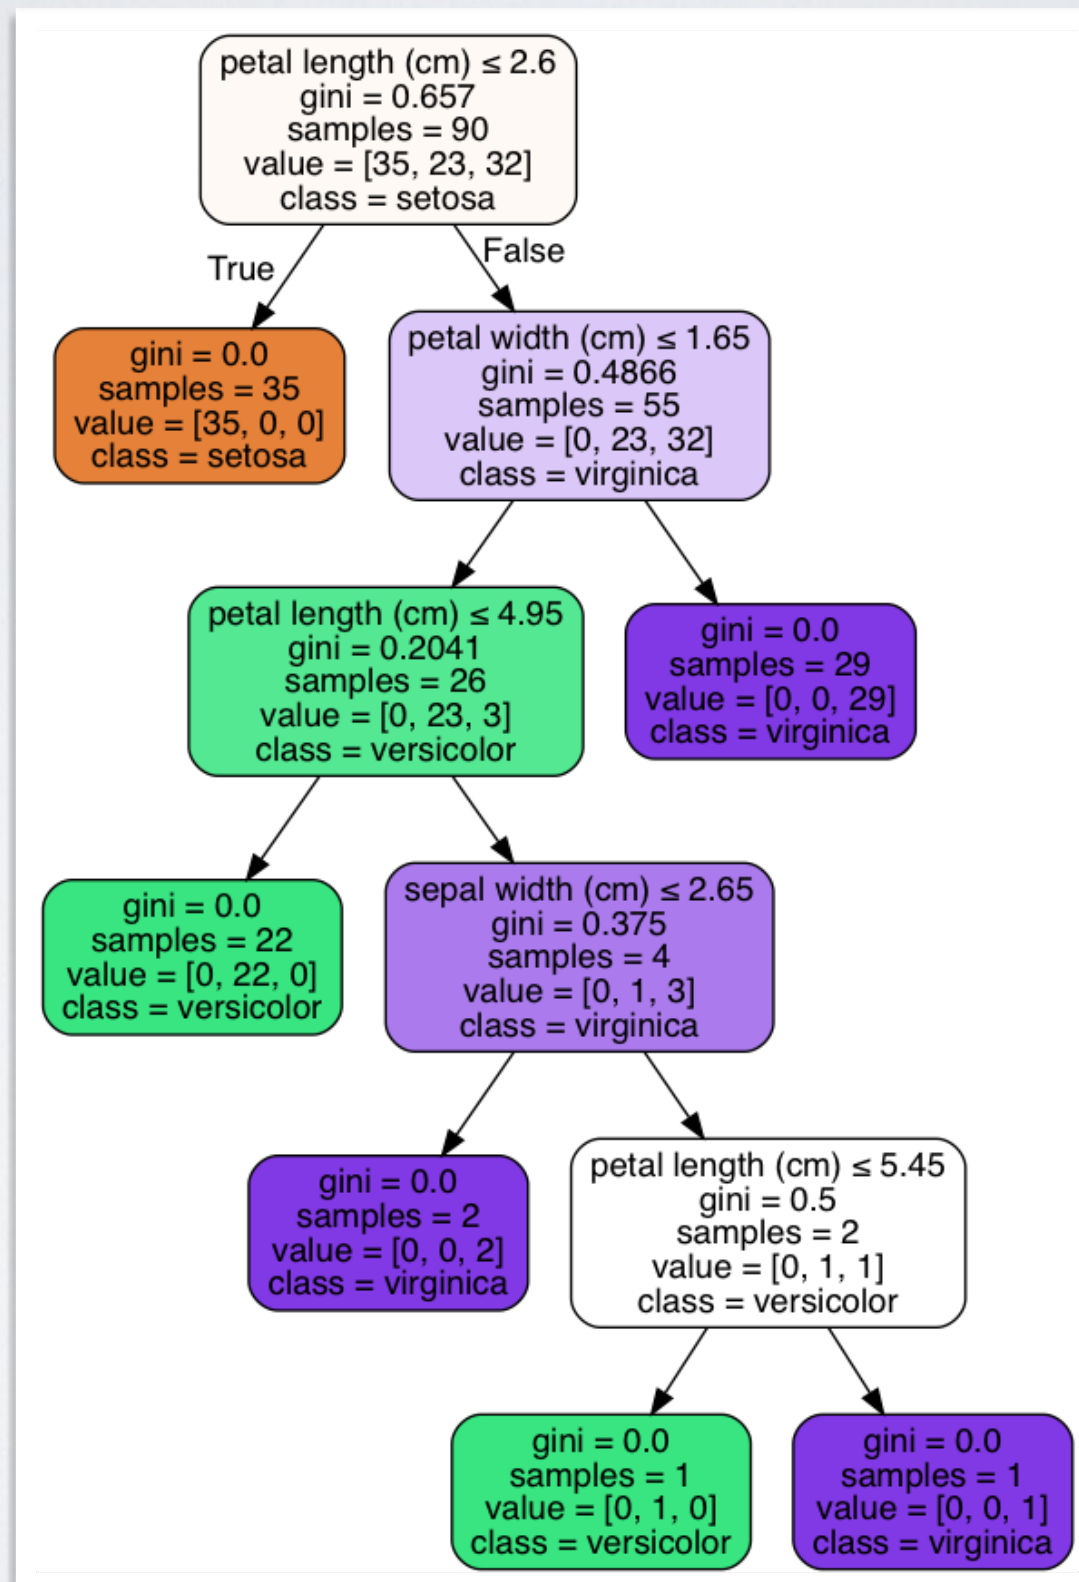 petal length (cm) ≤ 2.6
gini = 0.657
samples = 90
value = [35, 23, 32]
class = setosa
True
False
gini = 0.0
samples = 35
value = [35, 0, 0]
class = setosa
petal width (cm) ≤ 1.65
gini = 0.4866
samples = 55
value = [0, 23, 32]
class = virginica
petal length (cm) ≤ 4.95
gini = 0.2041
samples = 26
value = [0, 23, 3]
class = versicolor
gini = 0.0
samples = 29
value = [0, 0, 29]
class = virginica
gini = 0.0
samples = 22
value = [0, 22, 0]
class = versicolor
sepal width (cm) ≤ 2.65
gini = 0.375
samples = 4
value = [0, 1, 3]
class = virginica
gini = 0.0
samples = 2
value = [0, 0, 2]
class = virginica
petal length (cm) ≤ 5.45
gini = 0.5
samples = 2
value = [0, 1, 1]
class = versicolor
gini = 0.0
samples = 1
value = [0, 1, 0]
class = versicolor
gini = 0.0
samples = 1
value = [0, 0, 1]
class = virginica